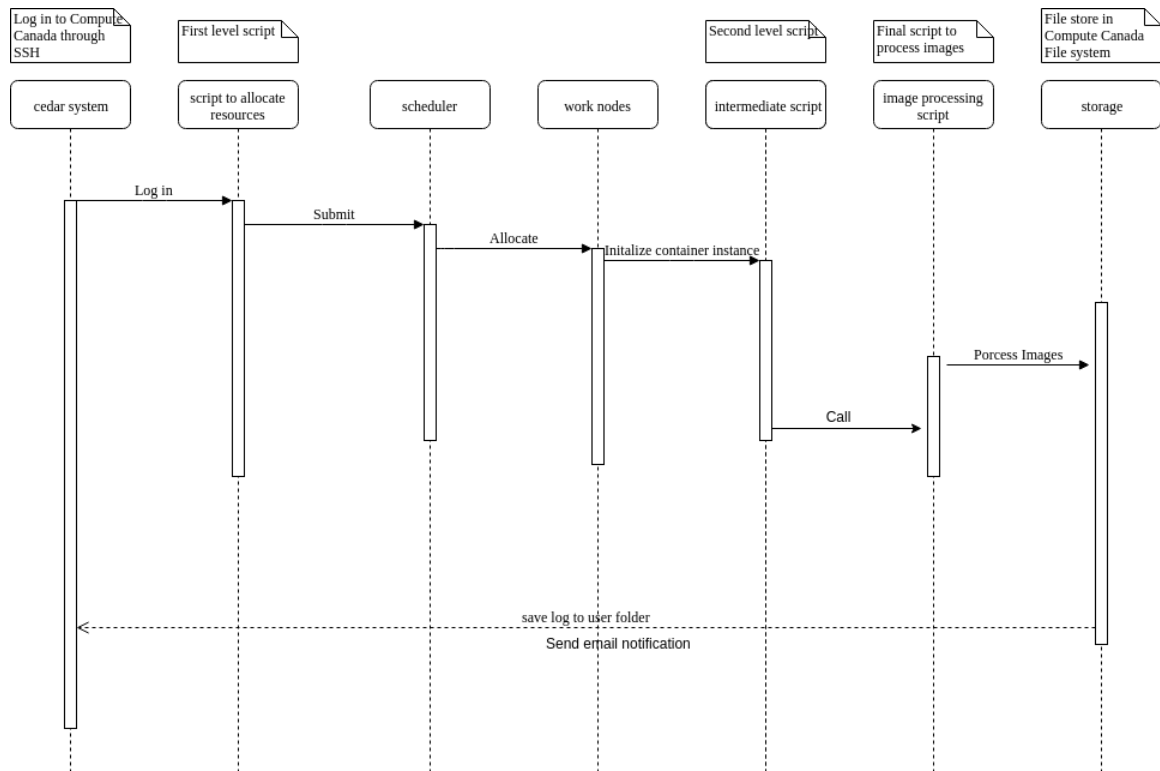 Log in to Compute
Canada through
SSH
First level script
Second level script
Final script to
process images
File store in
Compute Canada
File system
cedar system
script to allocate
resources
scheduler
work nodes
intermediate script
image processing
script
storage
Log in
Submit
Allocate
Initalize container instance
Porcess Images
Call
save log to user folder
Send email notification